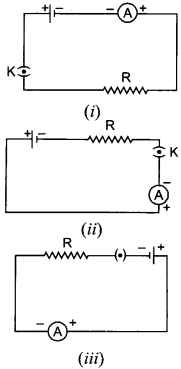 + − − A +
K
R
(i)
+ − R
K
−
A
+
(ii)
R − +
− A +
(iii)